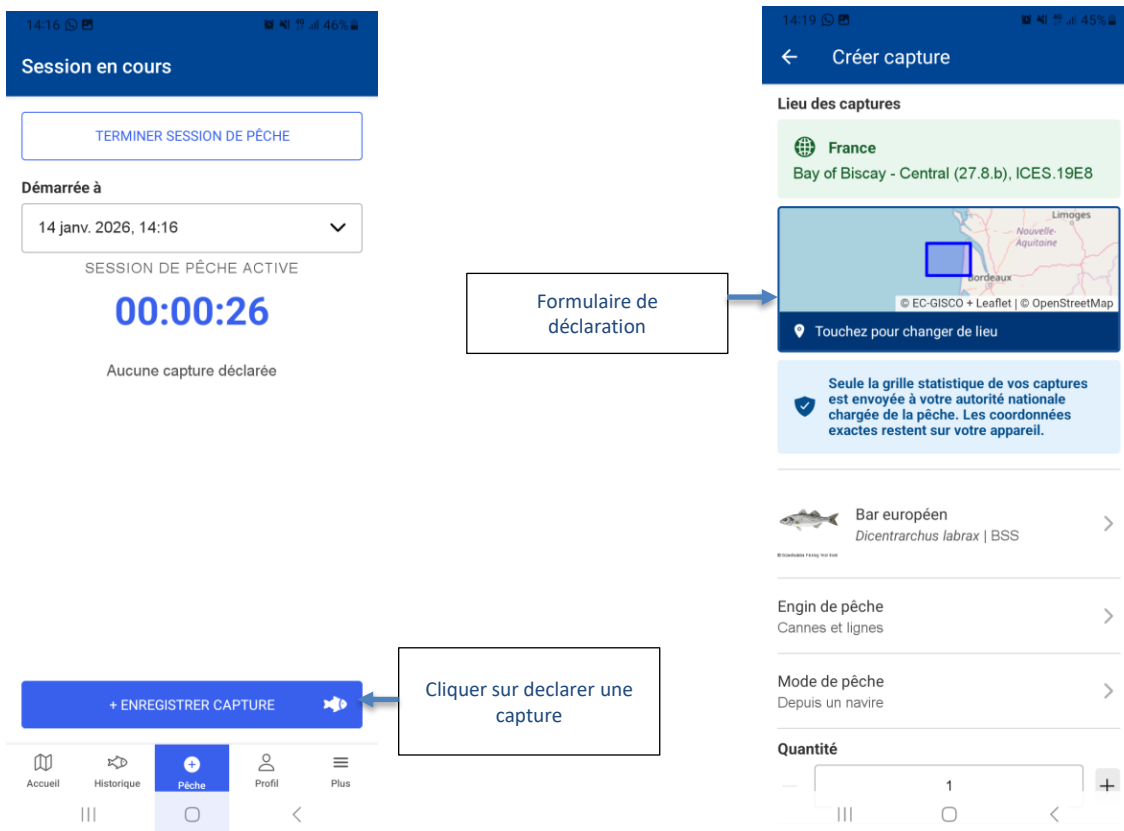 14:16
46%
Session en cours
TERMINER SESSION DE PÊCHE
Démarrée à
14 janv. 2026, 14:16
SESSION DE PÊCHE ACTIVE
00:00:26
Aucune capture déclarée
+ ENREGISTRER CAPTURE
Accueil
Historique
Pêche
Profil
Plus
Formulaire de
déclaration
Cliquer sur declarer une
capture
14:19
45%
Créer capture
Lieu des captures
France
Bay of Biscay - Central (27.8.b), ICES.19E8
Limoges
Nouvelle-
Aquitaine
Bordeaux
© EC-GISCO + Leaflet | © OpenStreetMap
Touchez pour changer de lieu
Seule la grille statistique de vos captures
est envoyée à votre autorité nationale
chargée de la pêche. Les coordonnées
exactes restent sur votre appareil.
Bar européen
Dicentrarchus labrax | BSS
Engin de pêche
Cannes et lignes
Mode de pêche
Depuis un navire
Quantité
1